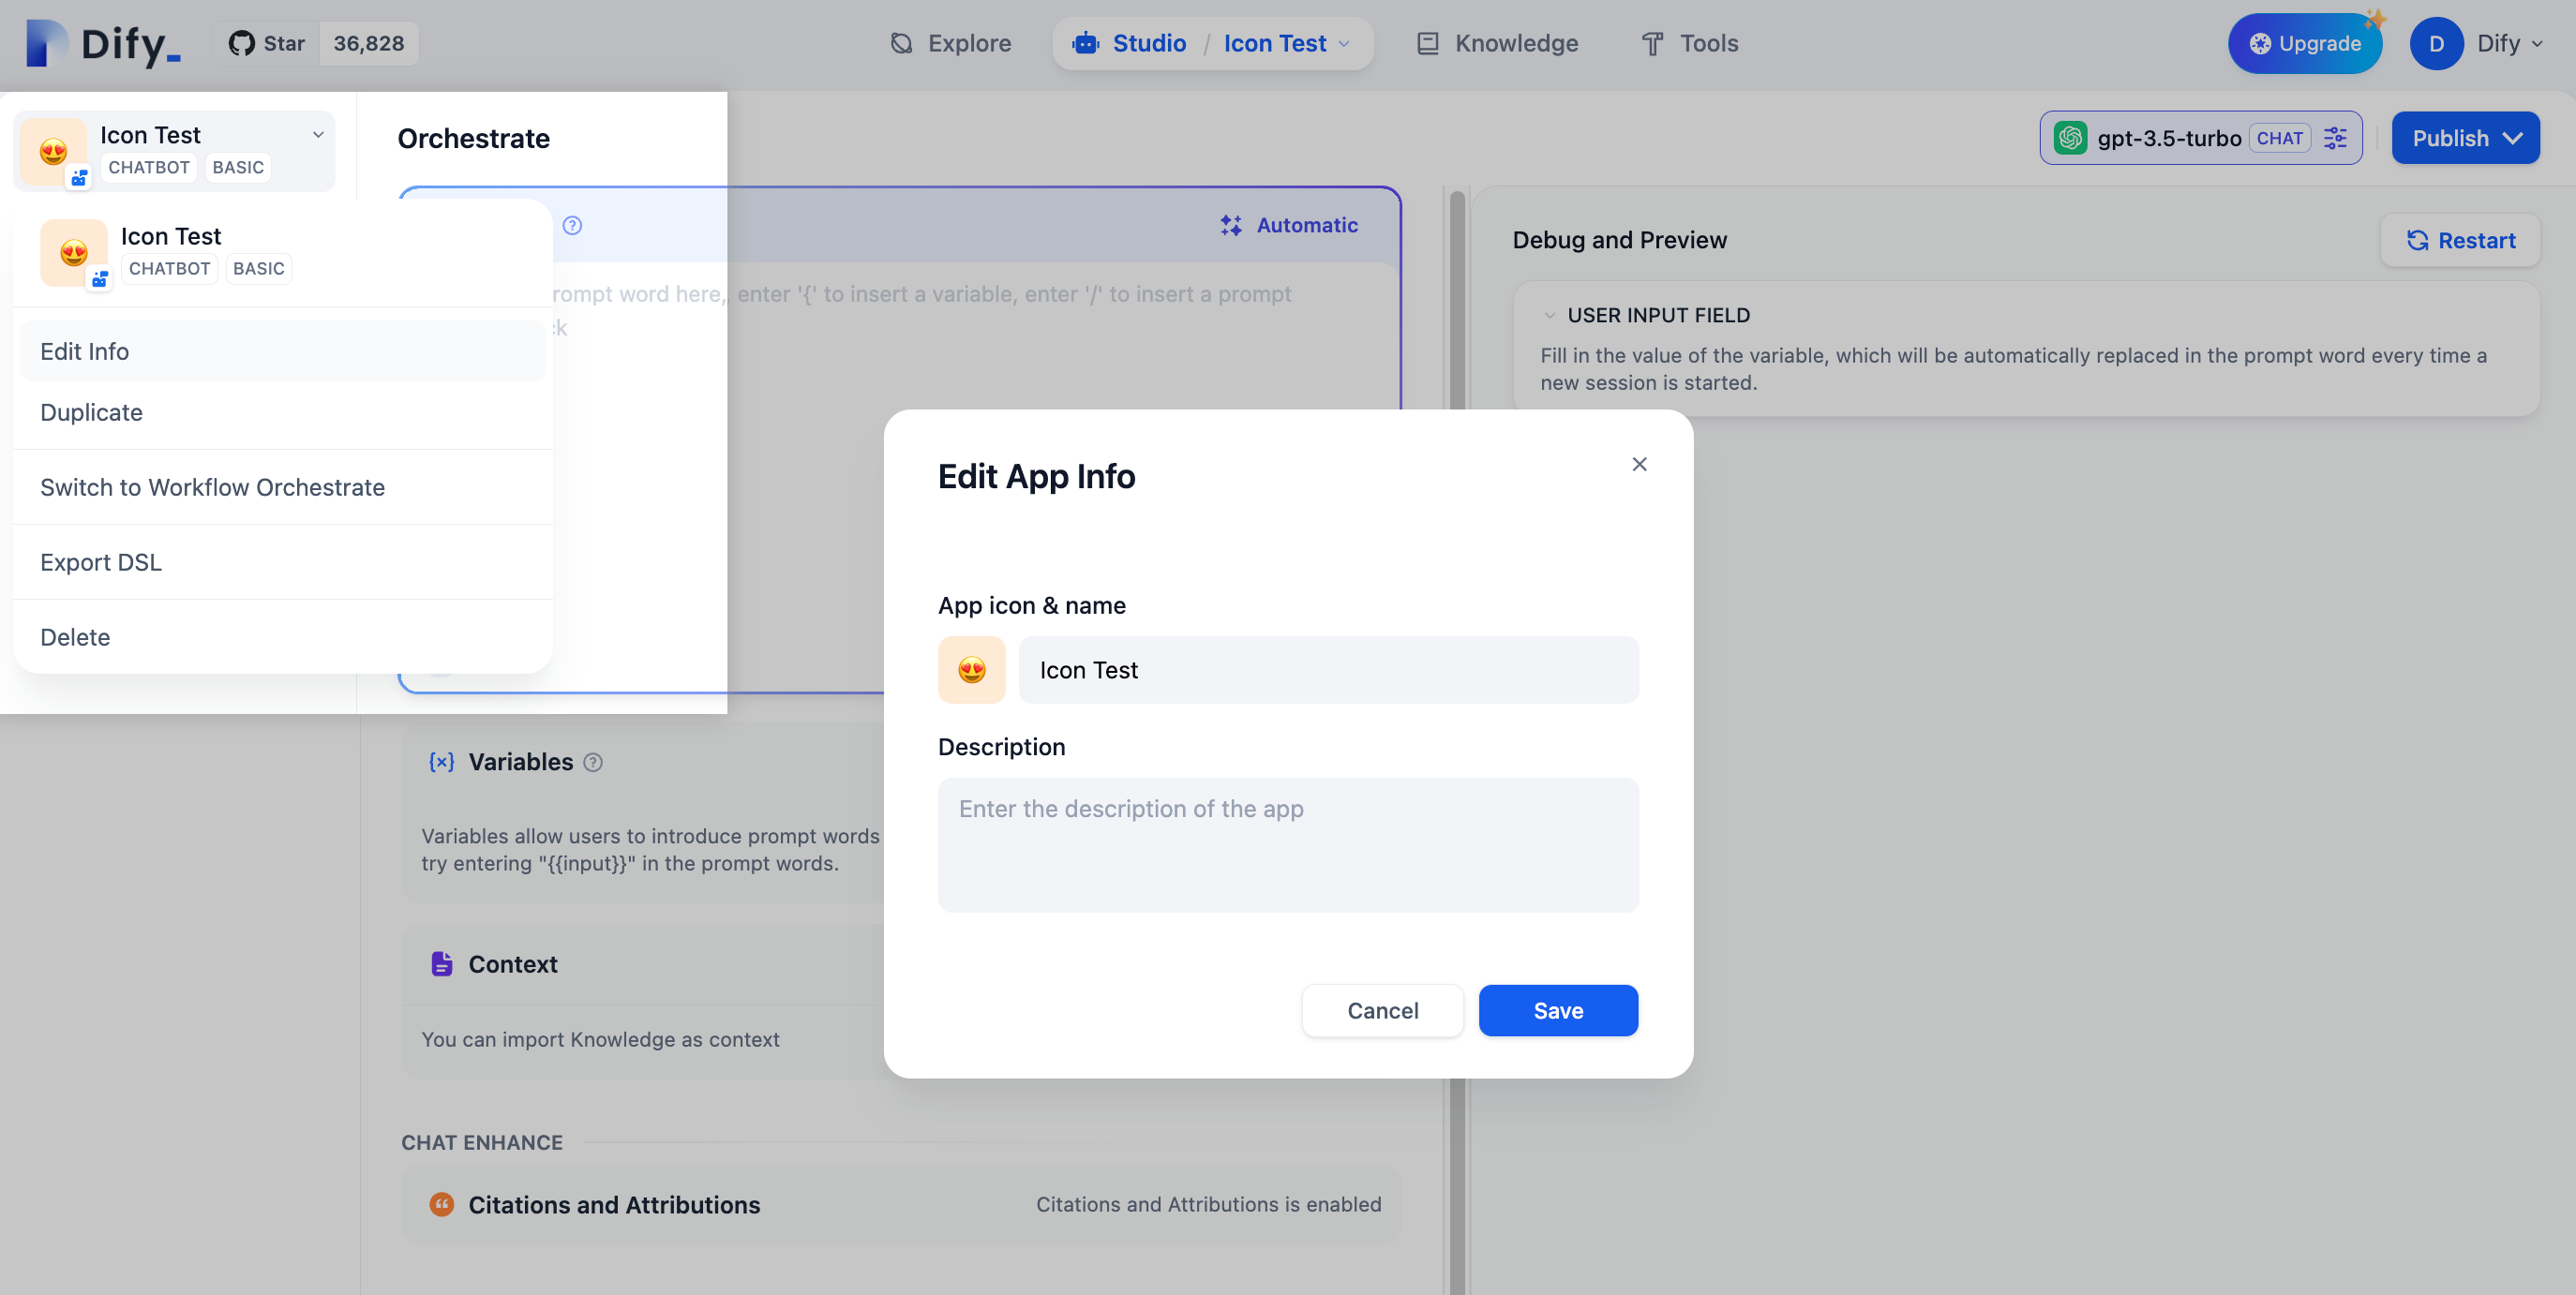 Dify_
Star 36,828
Explore
Studio / Icon Test
Knowledge
Tools
Upgrade
D Dify
Icon Test
CHATBOT BASIC
Orchestrate
gpt-3.5-turbo CHAT
Publish
Icon Test
CHATBOT BASIC
Edit Info
Duplicate
Switch to Workflow Orchestrate
Export DSL
Delete
Automatic
rompt word here, enter '{' to insert a variable, enter '/' to insert a prompt
ck
Debug and Preview
Restart
USER INPUT FIELD
Fill in the value of the variable, which will be automatically replaced in the prompt word every time a
new session is started.
Edit App Info
App icon & name
Icon Test
Description
Enter the description of the app
Cancel
Save
Variables
Variables allow users to introduce prompt words
try entering "{{input}}" in the prompt words.
Context
You can import Knowledge as context
CHAT ENHANCE
Citations and Attributions
Citations and Attributions is enabled